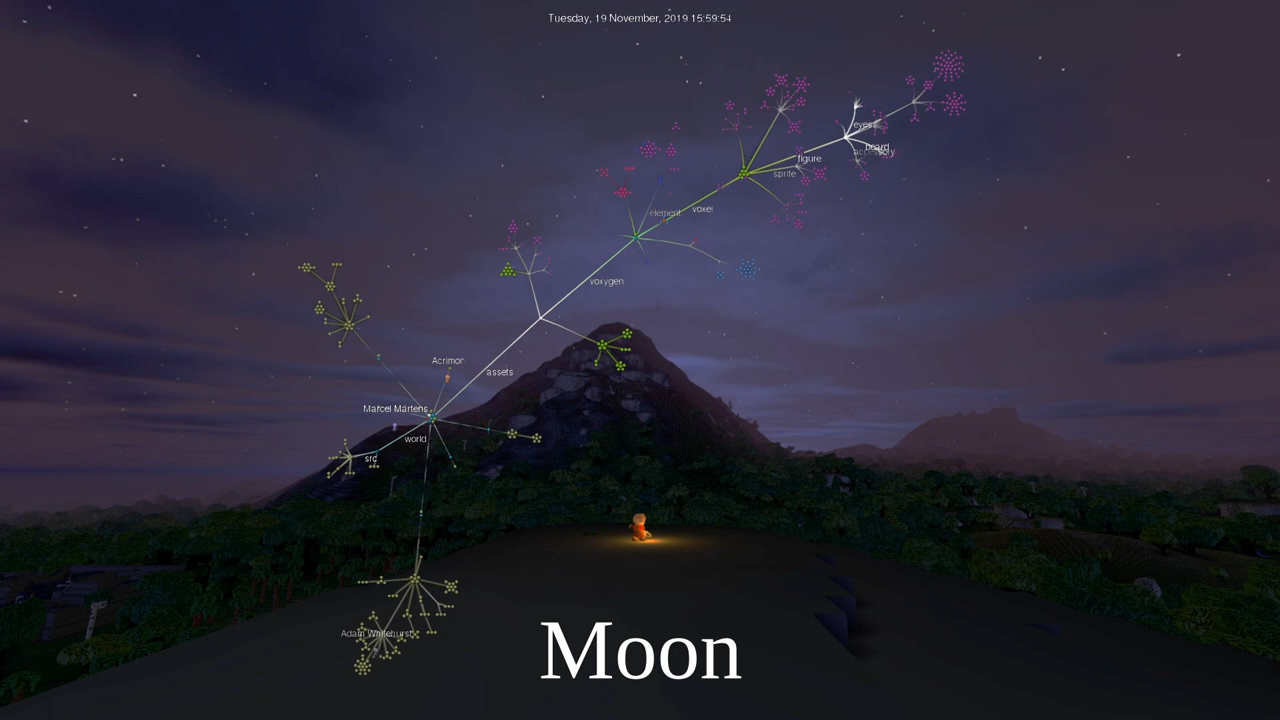 Tuesday, 19 November, 2019 15:59:54
eyes
beard
accessory
figure
sprite
element
voxel
voxygen
Acrimon
assets
Marcel Märtens
world
src
Adam Whitehurst
Moon